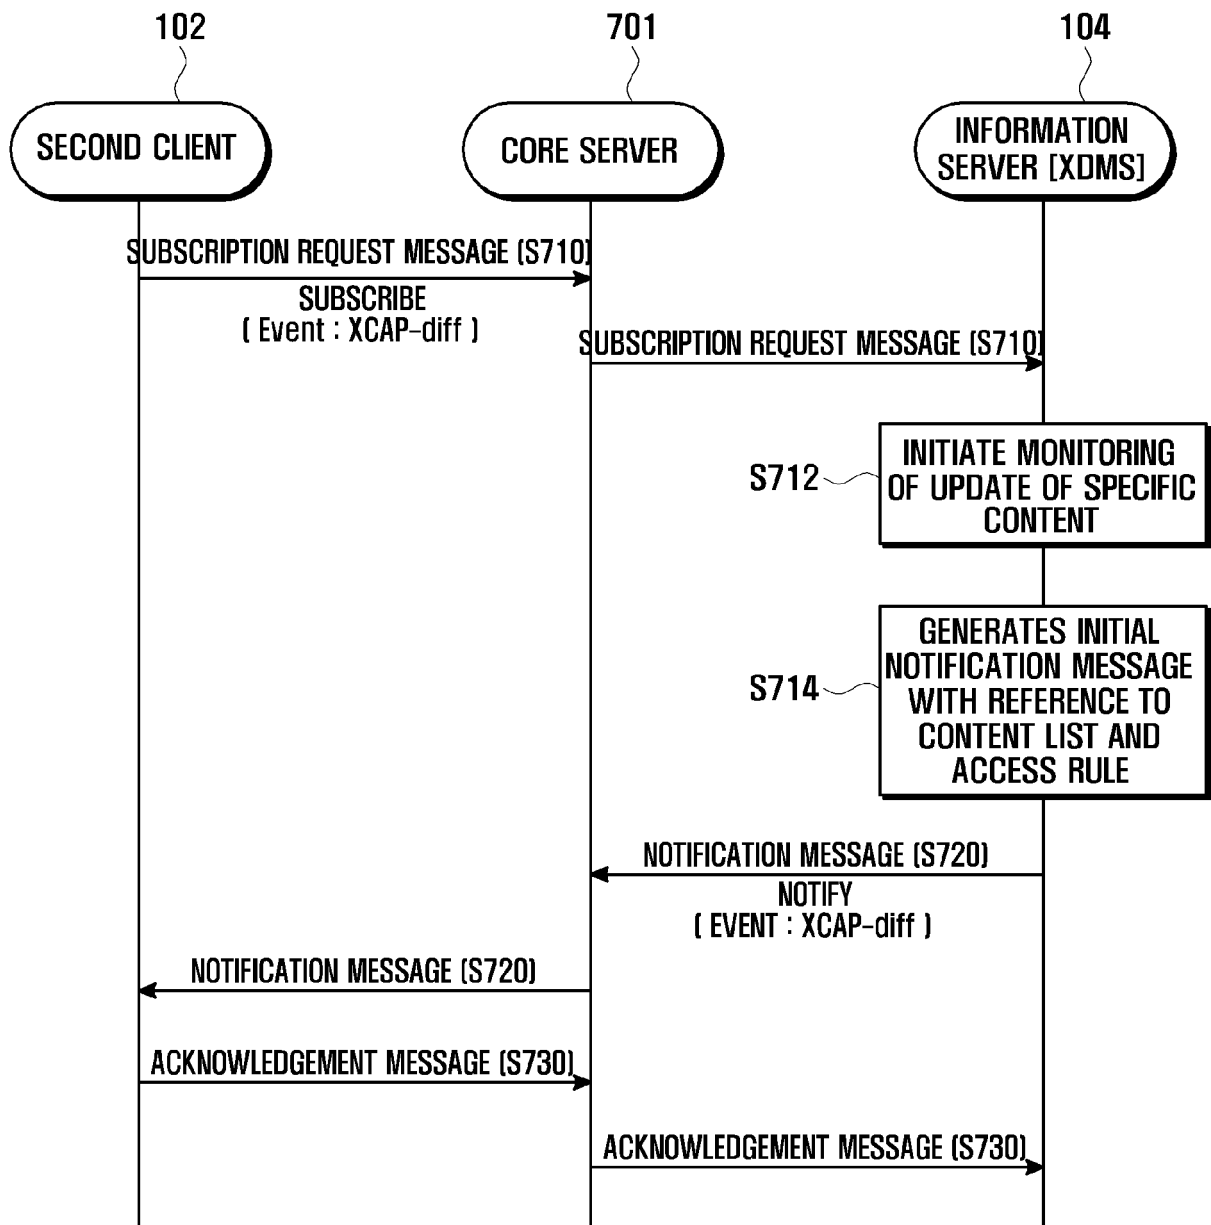 102
701
104
SECOND CLIENT
CORE SERVER
INFORMATION
SERVER [XDMS]
SUBSCRIPTION REQUEST MESSAGE (S710)
SUBSCRIBE
( Event : XCAP-diff )
SUBSCRIPTION REQUEST MESSAGE (S710)
S712
INITIATE MONITORING
OF UPDATE OF SPECIFIC
CONTENT
S714
GENERATES INITIAL
NOTIFICATION MESSAGE
WITH REFERENCE TO
CONTENT LIST AND
ACCESS RULE
NOTIFICATION MESSAGE (S720)
NOTIFY
( EVENT : XCAP-diff )
NOTIFICATION MESSAGE (S720)
ACKNOWLEDGEMENT MESSAGE (S730)
ACKNOWLEDGEMENT MESSAGE (S730)